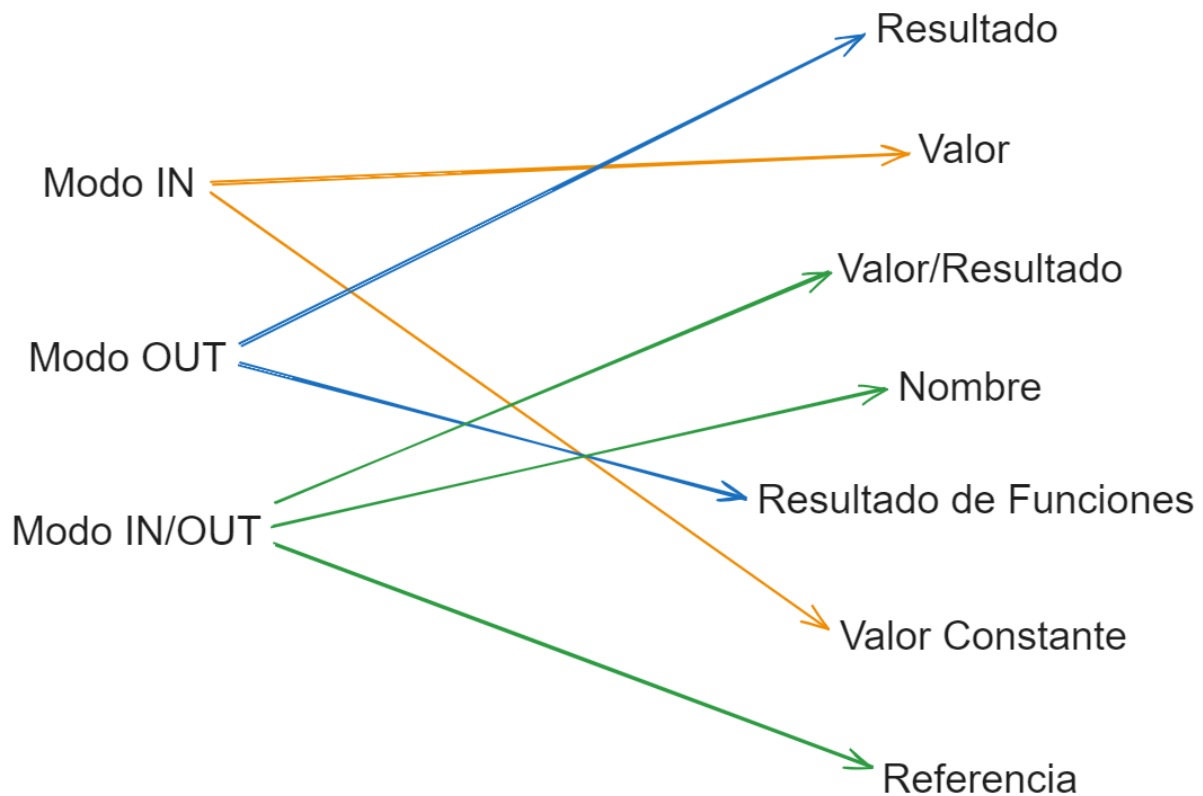 Resultado
Valor
Modo IN
Valor/Resultado
Modo OUT
Nombre
Resultado de Funciones
Modo IN/OUT
Valor Constante
Referencia